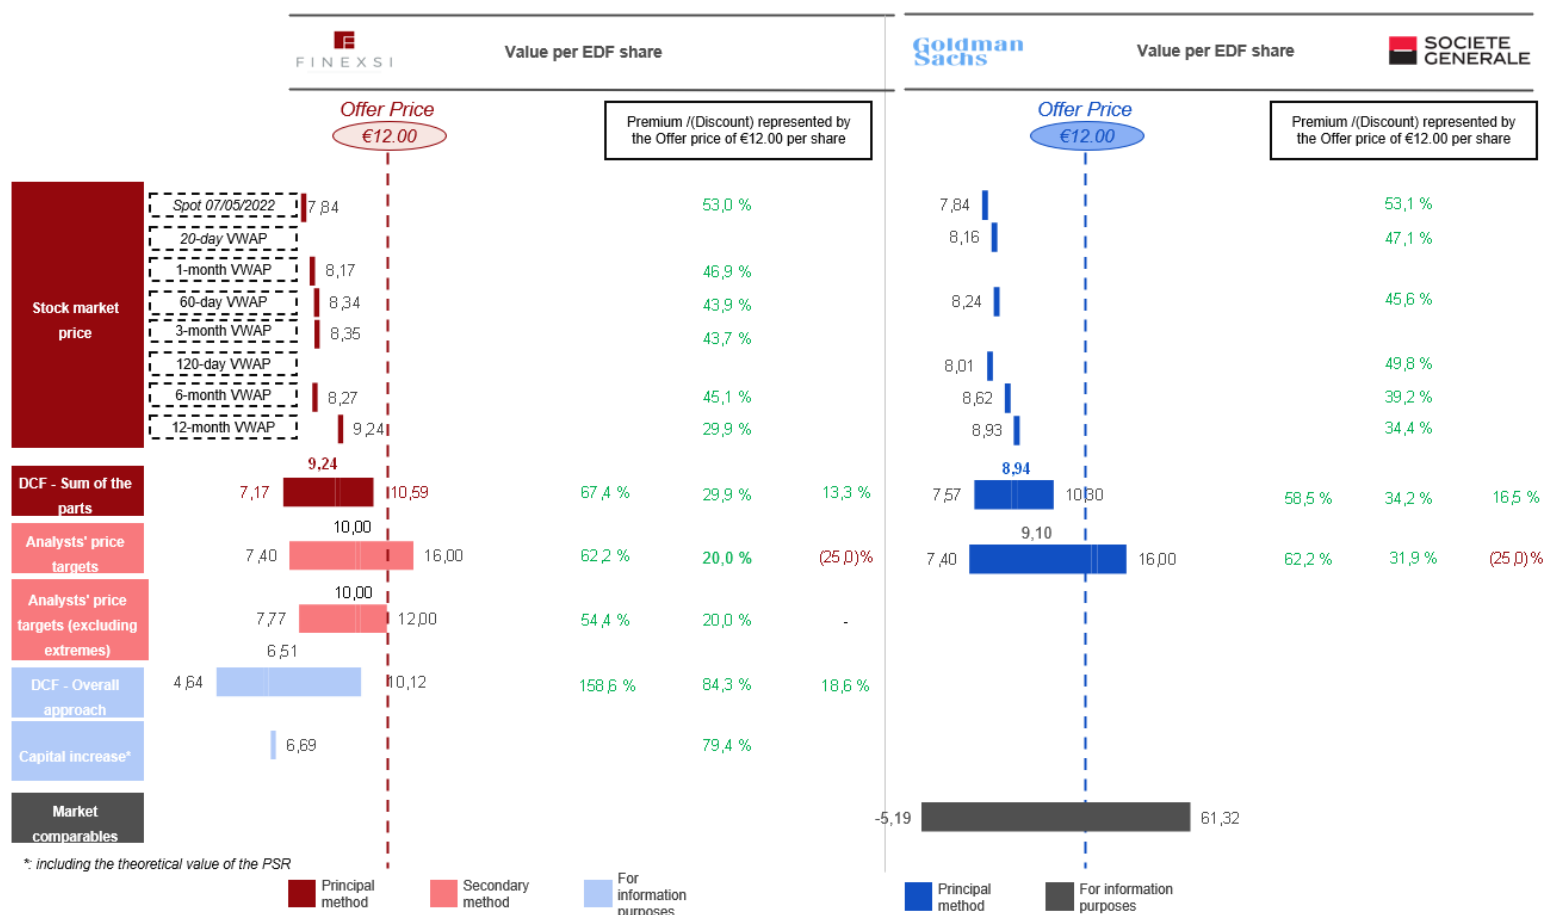 FINEXSI
Value per EDF share
Goldman
Sachs
Value per EDF share
SOCIETE
GENERALE
Offer Price
€12.00
Premium /(Discount) represented by
the Offer price of €12.00 per share
Offer Price
€12.00
Premium /(Discount) represented by
the Offer price of €12.00 per share
Stock market
price
Spot 07/05/2022 7,84 53,0 % 7,84 53,1 %
20-day VWAP 8,16 47,1 %
1-month VWAP 8,17 46,9 %
60-day VWAP 8,34 43,9 % 8,24 45,6 %
3-month VWAP 8,35 43,7 %
120-day VWAP 8,01 49,8 %
6-month VWAP 8,27 45,1 % 8,62 39,2 %
12-month VWAP 9,24 29,9 % 8,93 34,4 %
DCF - Sum of the
parts
9,24
7,17 10,59 67,4 % 29,9 % 13,3 %
8,94
7,57 10,30 58,5 % 34,2 % 16,5 %
Analysts' price
targets
10,00
7,40 16,00 62,2 % 20,0 % (25,0)%
9,10
7,40 16,00 62,2 % 31,9 % (25,0)%
Analysts' price
targets (excluding
extremes)
10,00
7,77 12,00 54,4 % 20,0 % -
DCF - Overall
approach
6,51
4,64 10,12 158,6 % 84,3 % 18,6 %
Capital increase*
6,69 79,4 %
Market
comparables
-5,19 61,32
*: including the theoretical value of the PSR
Principal
method
Secondary
method
For
information
purposes
Principal
method
For information
purposes